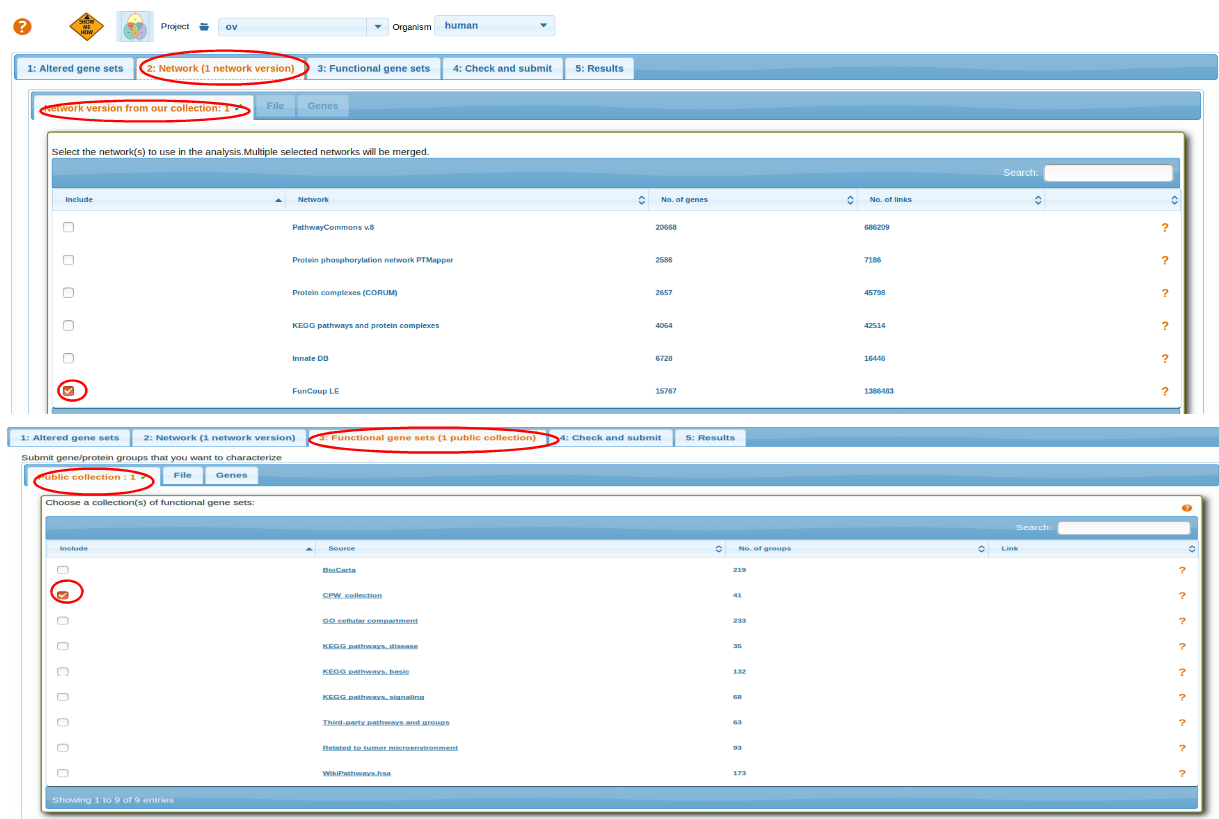 ?
SHOW
ME
HOW
Project ov Organism human
1: Altered gene sets 2: Network (1 network version) 3: Functional gene sets 4: Check and submit 5: Results
Network version from our collection: 1 ✓ File Genes
Select the network(s) to use in the analysis.Multiple selected networks will be merged.
Search:
Include Network No. of genes No. of links
PathwayCommons v.8 20668 686209 ?
Protein phosphorylation network PTMapper 2586 7186 ?
Protein complexes (CORUM) 2657 45798 ?
KEGG pathways and protein complexes 4064 42514 ?
Innate DB 6728 16446 ?
FunCoup LE 15767 1386483 ?
1: Altered gene sets 2: Network (1 network version) 3: Functional gene sets (1 public collection) 4: Check and submit 5: Results
Submit gene/protein groups that you want to characterize
Public collection : 1 ✓ File Genes
Choose a collection(s) of functional gene sets: ?
Search:
Include Source No. of groups Link
BioCarta 219 ?
CPW_collection 41 ?
GO cellular compartment 233 ?
KEGG pathways, disease 35 ?
KEGG pathways, basic 132 ?
KEGG pathways, signaling 68 ?
Third-party pathways and groups 63 ?
Related to tumor microenvironment 93 ?
WikiPathways.hsa 173 ?
Showing 1 to 9 of 9 entries